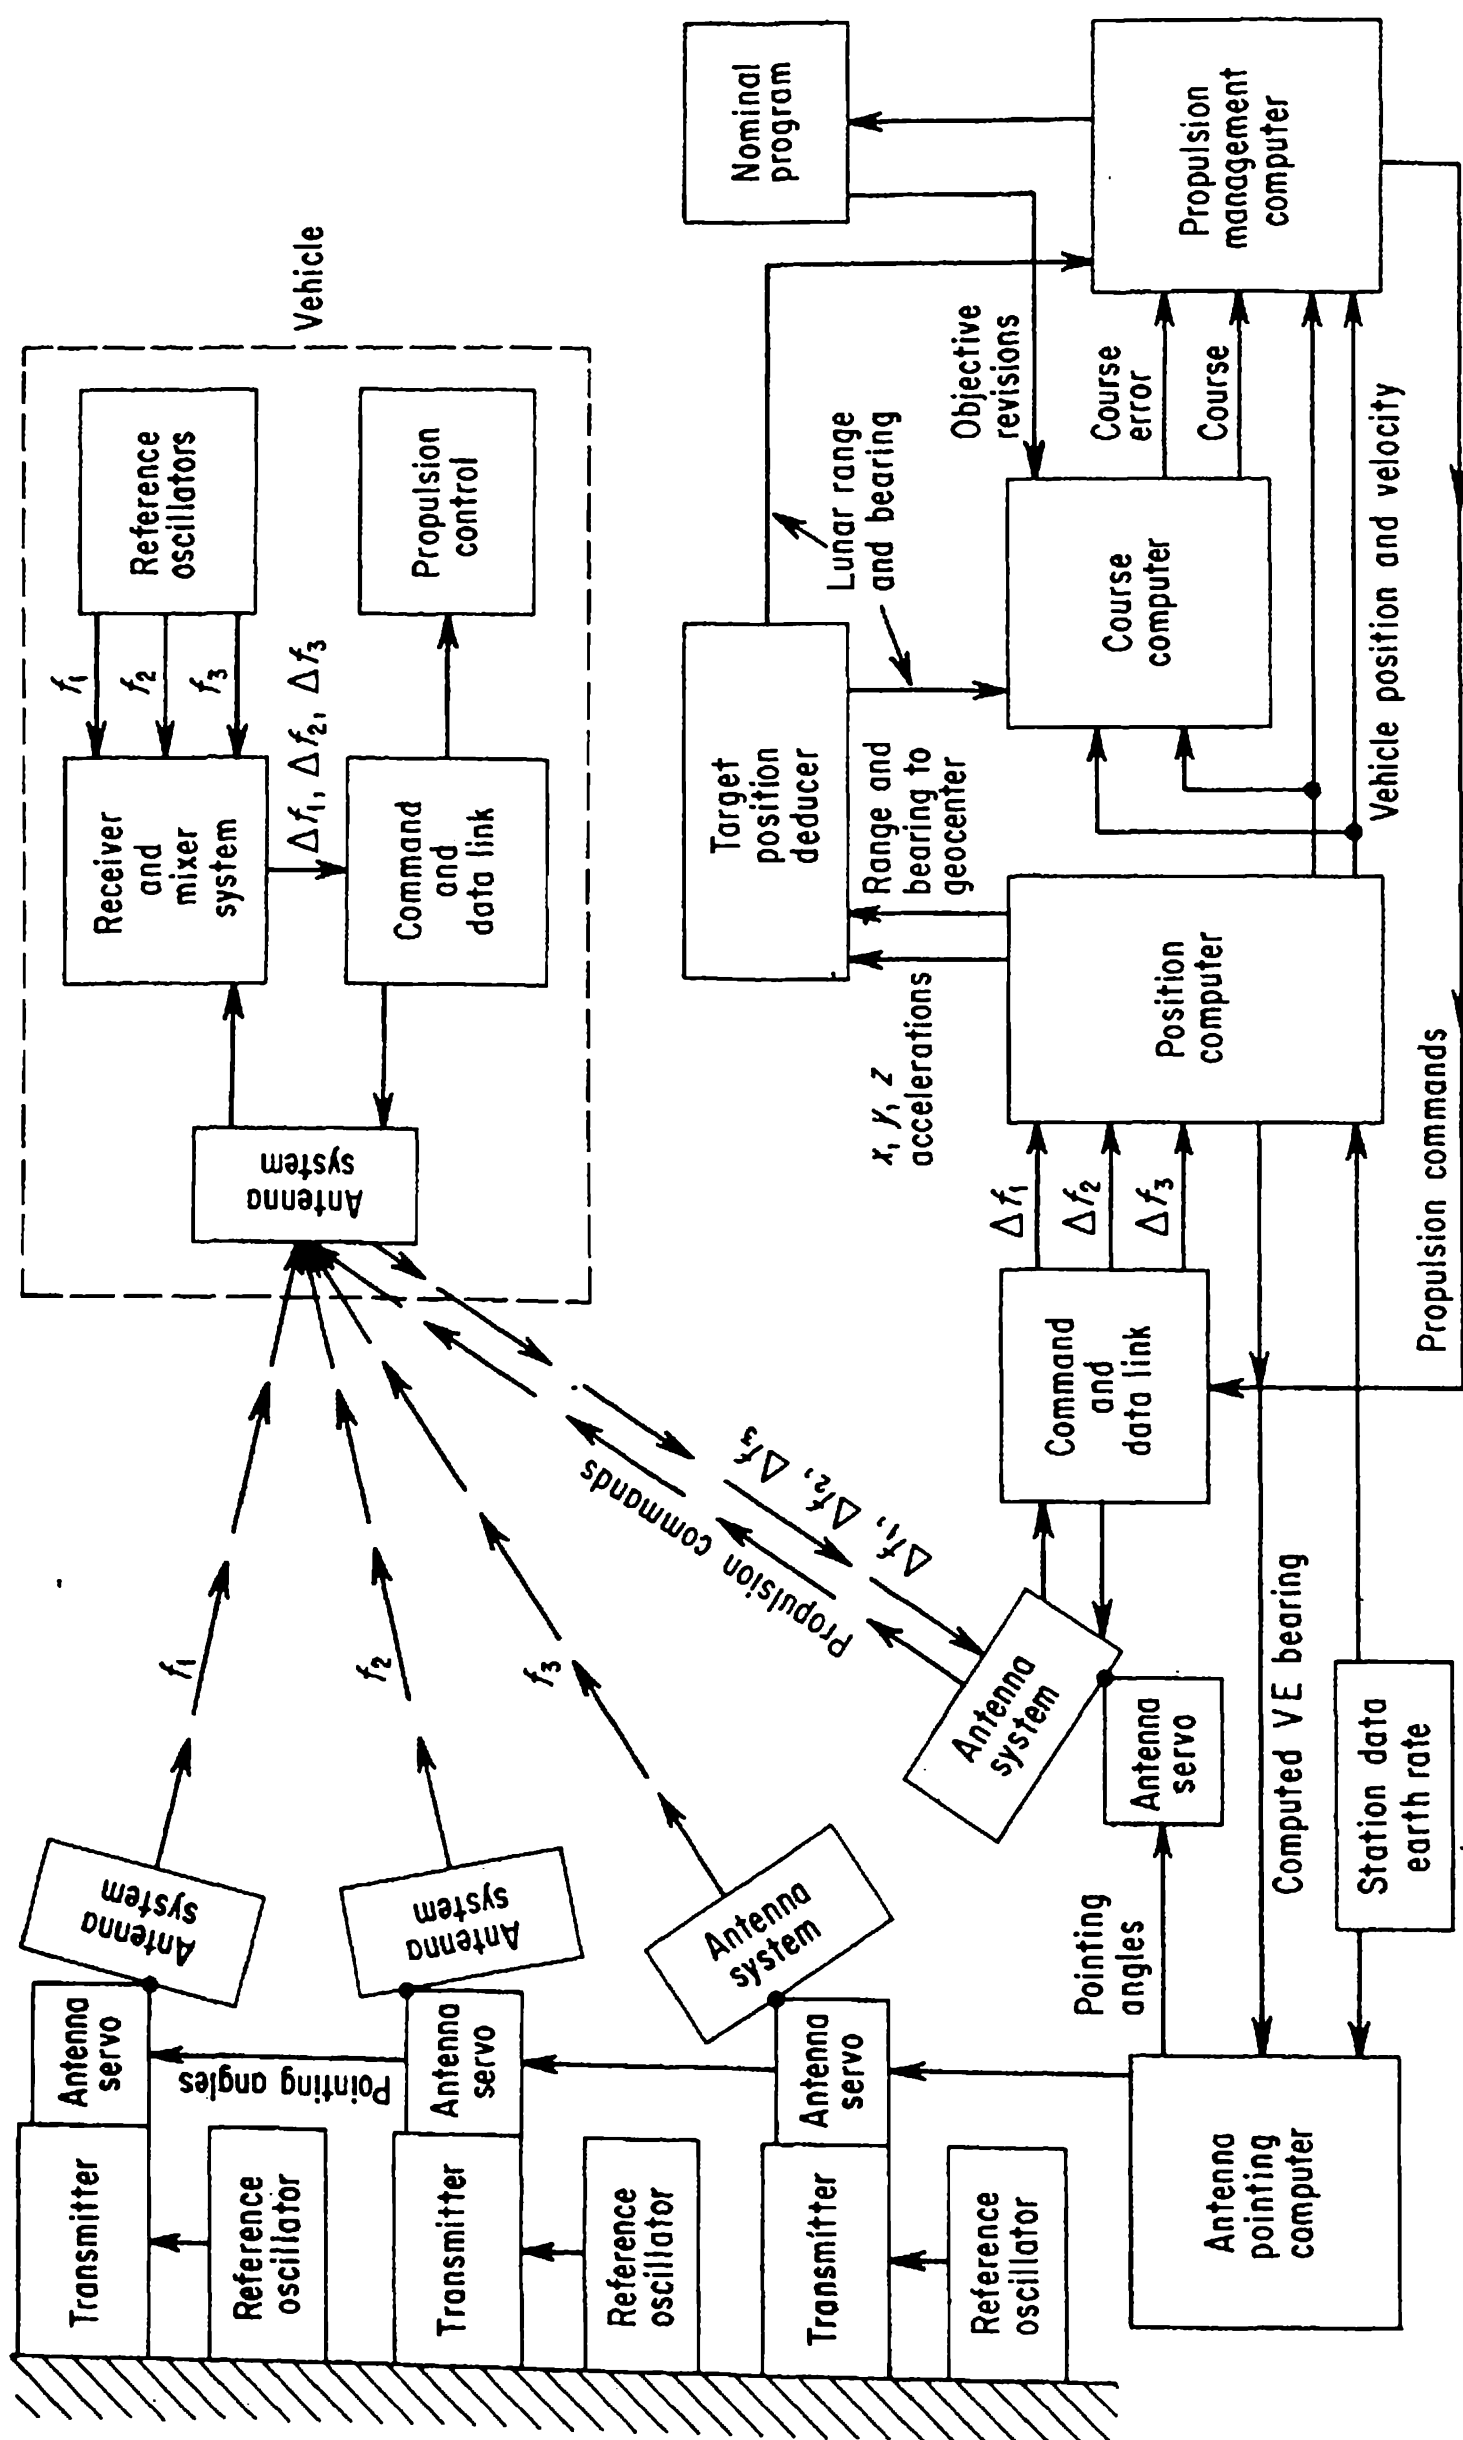 Vehicle
Reference
oscillators
f1
f2
f3
Receiver
and
mixer
system
Δf1, Δf2, Δf3
Propulsion
control
Command
and
data link
Antenna
system
f1
f2
f3
Propulsion commands
Δf1, Δf2, Δf3
Antenna
system
Antenna
servo
Transmitter
Reference
oscillator
Pointing angles
Antenna
system
Antenna
servo
Transmitter
Reference
oscillator
Antenna
system
Antenna
servo
Transmitter
Reference
oscillator
Antenna
system
Antenna
servo
Pointing
angles
Antenna
pointing
computer
Computed VE bearing
Station data
earth rate
Command
and
data link
Δf1
Δf2
Δf3
Propulsion commands
Position
computer
x, y, z
accelerations
Range and
bearing to
geocenter
Target
position
deducer
Lunar range
and bearing
Course
computer
Vehicle position and velocity
Objective
revisions
Course
error
Course
Nominal
program
Propulsion
management
computer